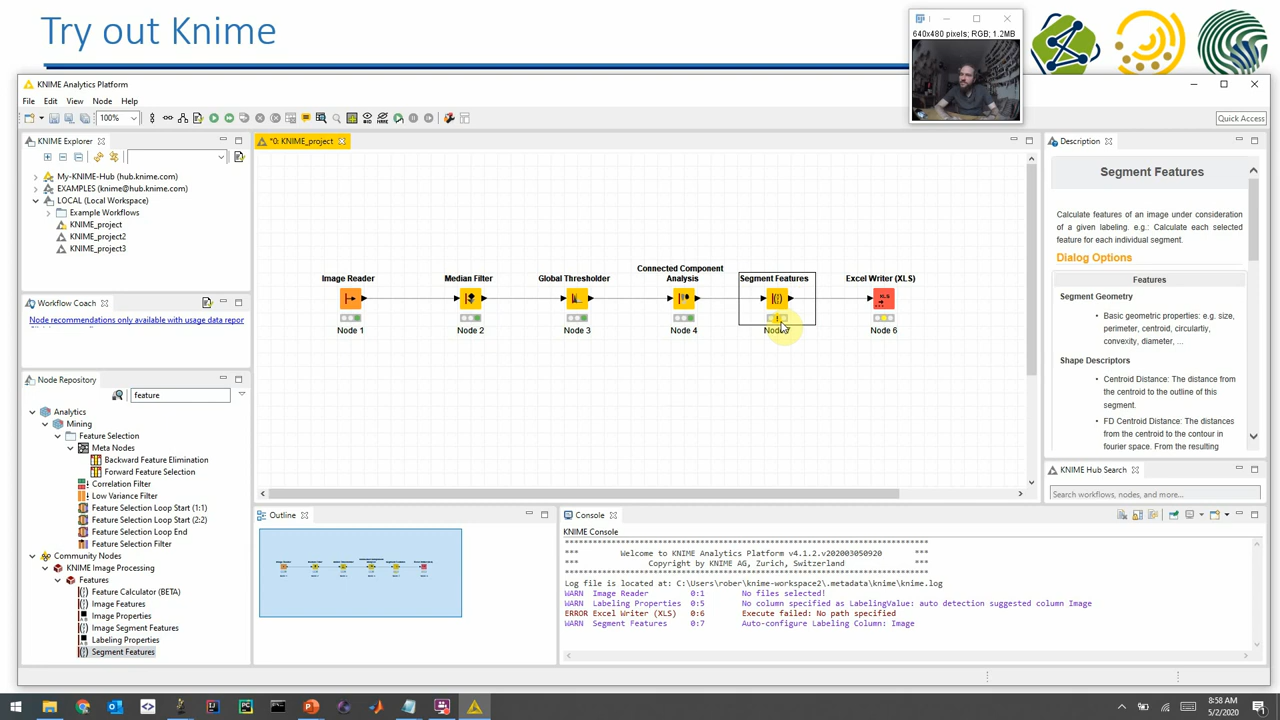 Try out Knime
640x480 pixels; RGB; 1.2MB
KNIME Analytics Platform
File Edit View Node Help
100%
Quick Access
KNIME Explorer
My-KNIME-Hub (hub.knime.com)
EXAMPLES (knime@hub.knime.com)
LOCAL (Local Workspace)
Example Workflows
KNIME_project
KNIME_project2
KNIME_project3
Workflow Coach
Node recommendations only available with usage data repor
Node Repository
feature
Analytics
Mining
Feature Selection
Meta Nodes
Backward Feature Elimination
Forward Feature Selection
Correlation Filter
Low Variance Filter
Feature Selection Loop Start (1:1)
Feature Selection Loop Start (2:2)
Feature Selection Loop End
Feature Selection Filter
Community Nodes
KNIME Image Processing
Features
Feature Calculator (BETA)
Image Features
Image Properties
Image Segment Features
Labeling Properties
Segment Features
*0: KNIME_project
Image Reader
Node 1
Median Filter
Node 2
Global Thresholder
Node 3
Connected Component
Analysis
Node 4
Segment Features
Excel Writer (XLS)
XLS
Node 6
Outline
Console
KNIME Console
*** Welcome to KNIME Analytics Platform v4.1.2.v202003050920 ***
*** Copyright by KNIME AG, Zurich, Switzerland ***
Log file is located at: C:\Users\rober\knime-workspace2\.metadata\knime\knime.log
WARN Image Reader 0:1 No files selected!
WARN Labeling Properties 0:5 No column specified as LabelingValue: auto detection suggested column Image
ERROR Excel Writer (XLS) 0:6 Execute failed: No path specified
WARN Segment Features 0:7 Auto-configure Labeling Column: Image
Description
Segment Features
Calculate features of an image under consideration
of a given labeling. e.g.: Calculate each selected
feature for each individual segment.
Dialog Options
Features
Segment Geometry
• Basic geometric properties: e.g. size,
perimeter, centroid, circulartiy,
convexity, diameter, ...
Shape Descriptors
• Centroid Distance: The distance from
the centroid to the outline of this
segment.
• FD Centroid Distance: The distances
from the centroid to the contour in
fourier space. From the resulting
KNIME Hub Search
Search workflows, nodes, and more...
8:58 AM
5/2/2020